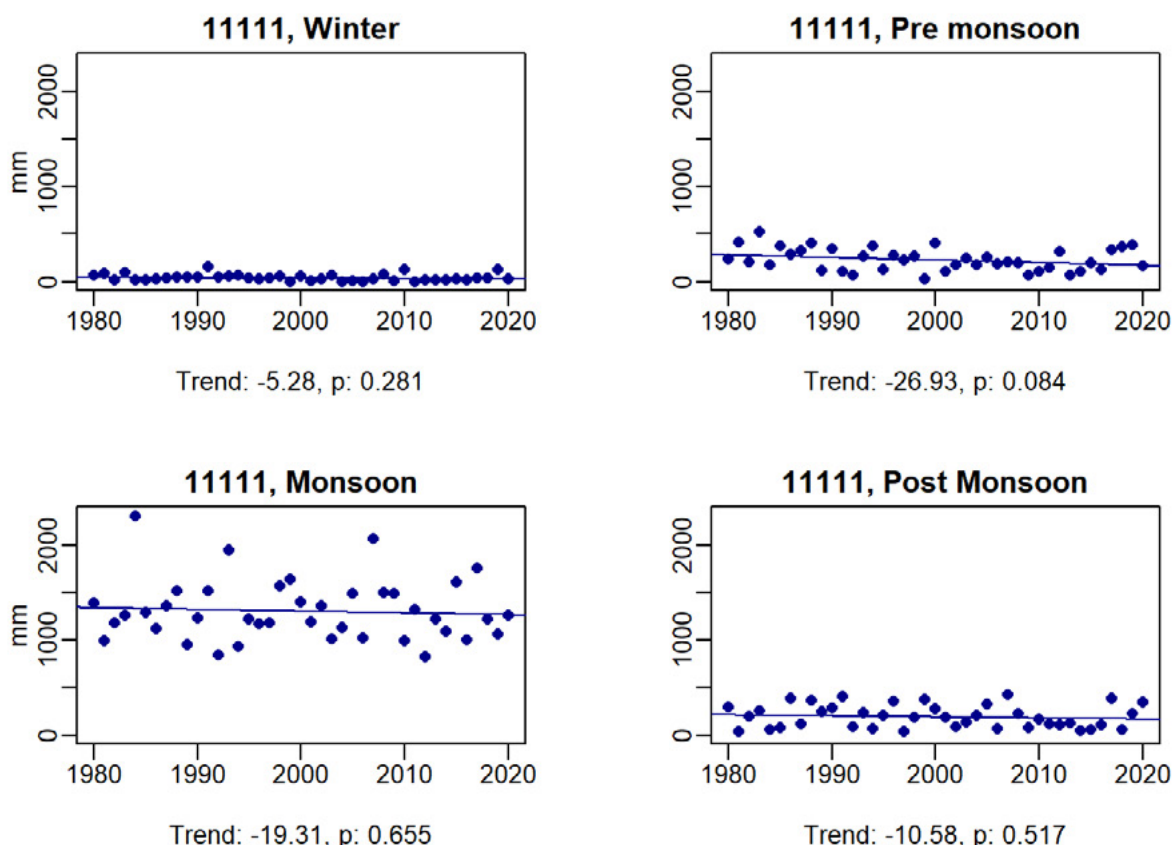 11111, Winter
mm
2000
1000
0
1980 1990 2000 2010 2020
Trend: -5.28, p: 0.281
11111, Pre monsoon
2000
1000
0
1980 1990 2000 2010 2020
Trend: -26.93, p: 0.084
11111, Monsoon
mm
2000
1000
0
1980 1990 2000 2010 2020
Trend: -19.31, p: 0.655
11111, Post Monsoon
2000
1000
0
1980 1990 2000 2010 2020
Trend: -10.58, p: 0.517